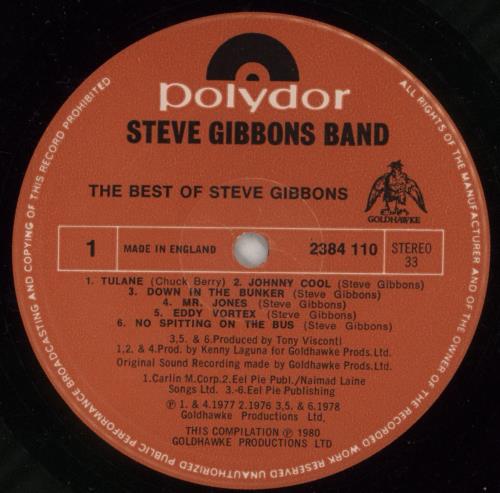 polydor
STEVE GIBBONS BAND
THE BEST OF STEVE GIBBONS
GOLDHAWKE
1
MADE IN ENGLAND
2384 110
STEREO
33
1. TULANE (Chuck Berry) 2. JOHNNY COOL (Steve Gibbons)
3. DOWN IN THE BUNKER (Steve Gibbons)
4. MR. JONES (Steve Gibbons)
5. EDDY VORTEX (Steve Gibbons)
6. NO SPITTING ON THE BUS (Steve Gibbons)
3,5. & 6.Produced by Tony Visconti
1,2. & 4.Prod. by Kenny Laguna for Goldhawke Prods.Ltd.
Original Sound Recording made by Goldhawke Prods.Ltd.
1.Carlin M.Corp.2.Eel Pie Publ./Naimad Laine
Songs Ltd. 3.-6.Eel Pie Publishing
℗ 1. & 4.1977 2.1976 3,5. & 6.1978
Goldhawke Productions Ltd.
THIS COMPILATION ℗ 1980
GOLDHAWKE PRODUCTIONS LTD
ALL RIGHTS OF THE MANUFACTURER AND OF THE OWNER OF THE RECORDED WORK RESERVED UNAUTHORIZED PUBLIC PERFORMANCE BROADCASTING AND COPYING OF THIS RECORD PROHIBITED